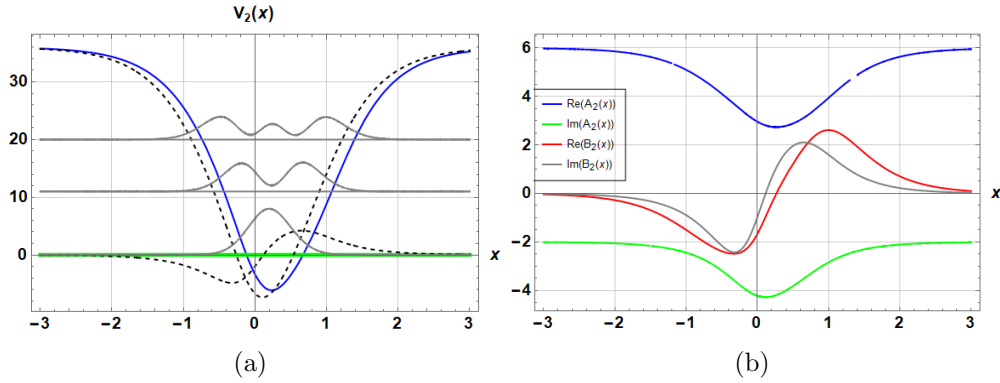 V₂(x)
30
20
10
0
x
−3 −2 −1 0 1 2 3
(a)
6
4
2
0
−2
−4
x
−3 −2 −1 0 1 2 3
Re(A₂(x))
Im(A₂(x))
Re(B₂(x))
Im(B₂(x))
(b)